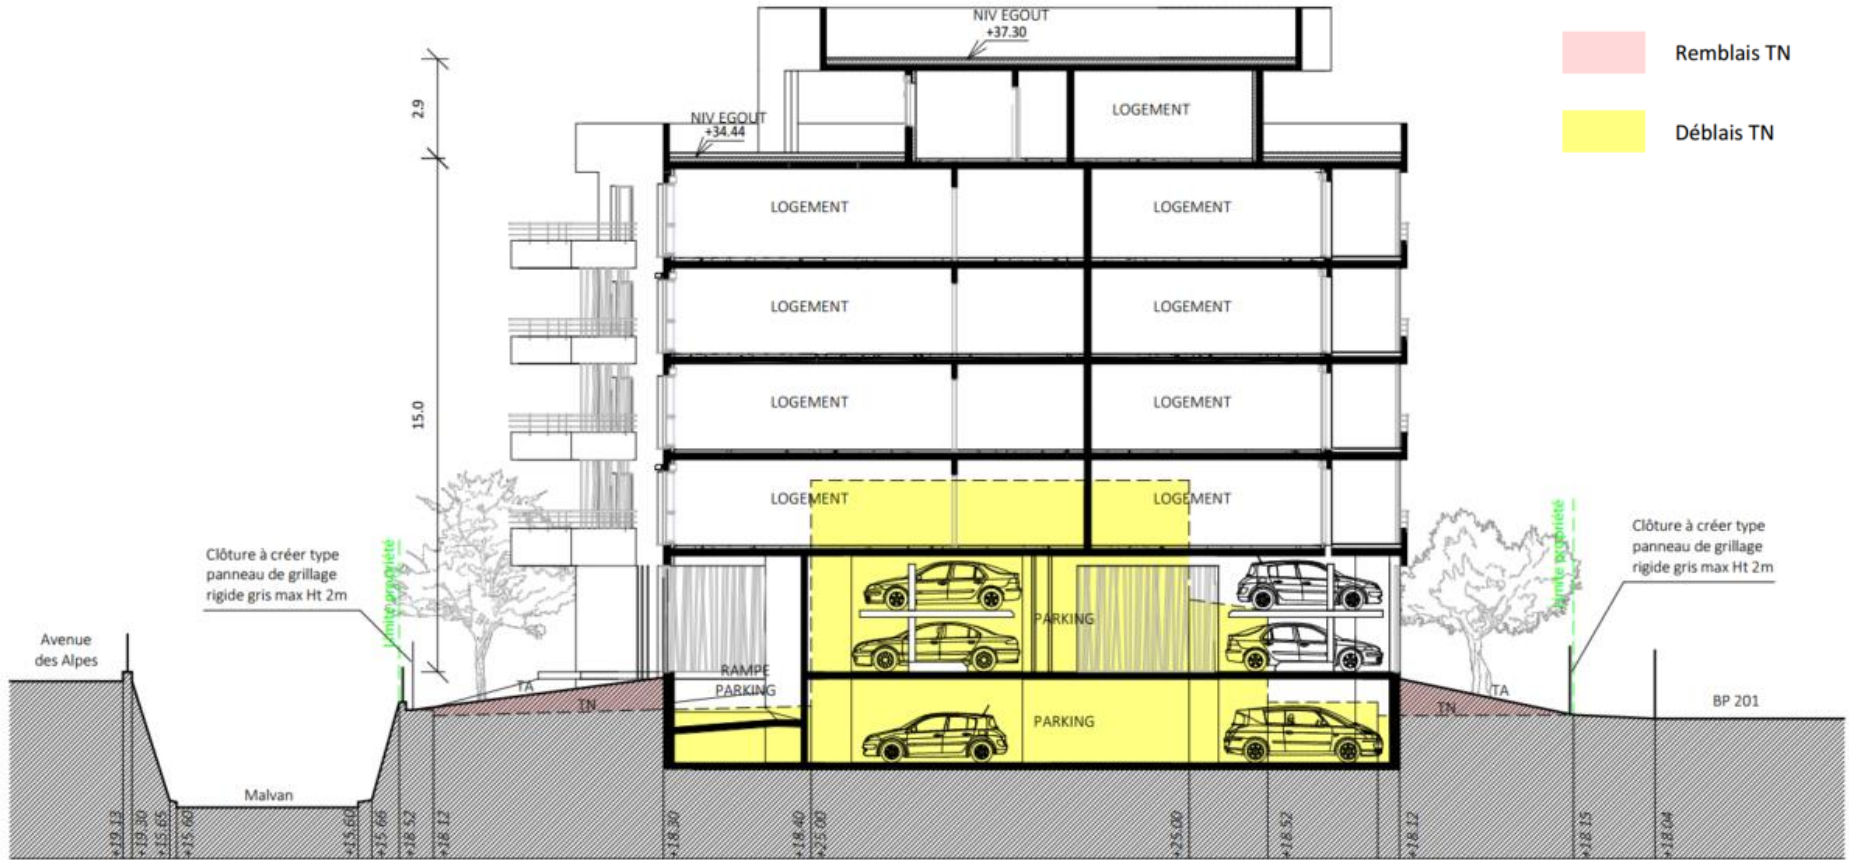 NIV EGOUT
+37.30
Remblais TN
Déblais TN
2.9
NIV EGOUT
+34.44
LOGEMENT
LOGEMENT
LOGEMENT
LOGEMENT
LOGEMENT
15.0
LOGEMENT
LOGEMENT
LOGEMENT
LOGEMENT
Clôture à créer type
panneau de grillage
rigide gris max Ht 2m
limite propriété
limite propriété
Clôture à créer type
panneau de grillage
rigide gris max Ht 2m
Avenue
des Alpes
PARKING
RAMPE
PARKING
TA
TN
PARKING
TA
TN
BP 201
Malvan
+19.13
+19.30
+15.65
+15.60
+15.60
+15.66
+18.52
+18.12
+18.30
+18.40
+25.00
+25.00
+18.52
+18.12
+18.15
+18.04